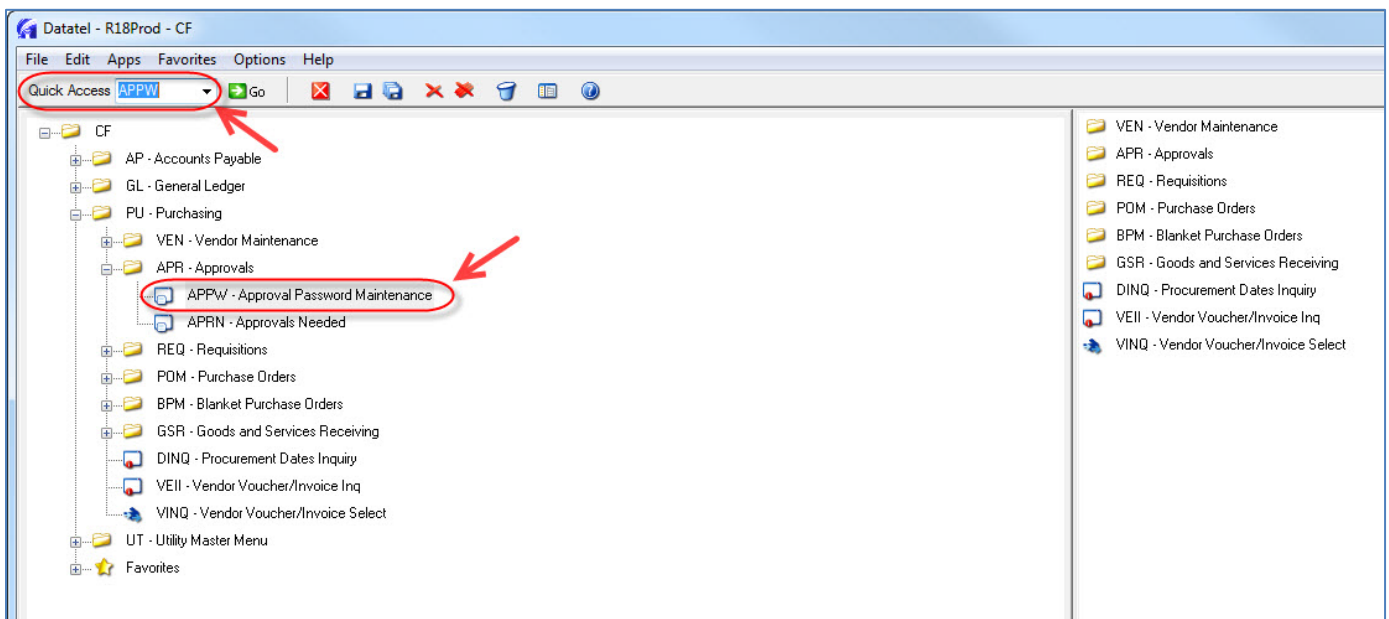 Datatel - R18Prod - CF
File Edit Apps Favorites Options Help
Quick Access APPW Go
CF
AP - Accounts Payable
GL - General Ledger
PU - Purchasing
VEN - Vendor Maintenance
APR - Approvals
APPW - Approval Password Maintenance
APRN - Approvals Needed
REQ - Requisitions
POM - Purchase Orders
BPM - Blanket Purchase Orders
GSR - Goods and Services Receiving
DINQ - Procurement Dates Inquiry
VEII - Vendor Voucher/Invoice Inq
VINQ - Vendor Voucher/Invoice Select
UT - Utility Master Menu
Favorites
VEN - Vendor Maintenance
APR - Approvals
REQ - Requisitions
POM - Purchase Orders
BPM - Blanket Purchase Orders
GSR - Goods and Services Receiving
DINQ - Procurement Dates Inquiry
VEII - Vendor Voucher/Invoice Inq
VINQ - Vendor Voucher/Invoice Select